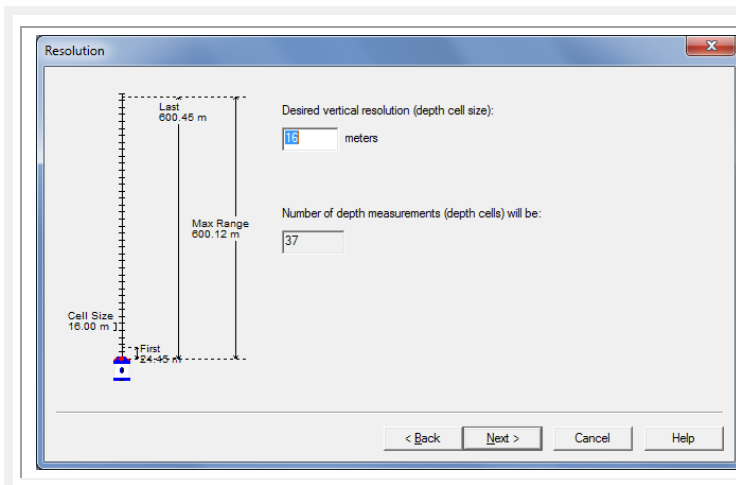 Resolution
Last
600.45 m
Max Range
600.12 m
Cell Size
16.00 m
First
24.45 m
Desired vertical resolution (depth cell size):
16 meters
Number of depth measurements (depth cells) will be:
37
< Back
Next >
Cancel
Help